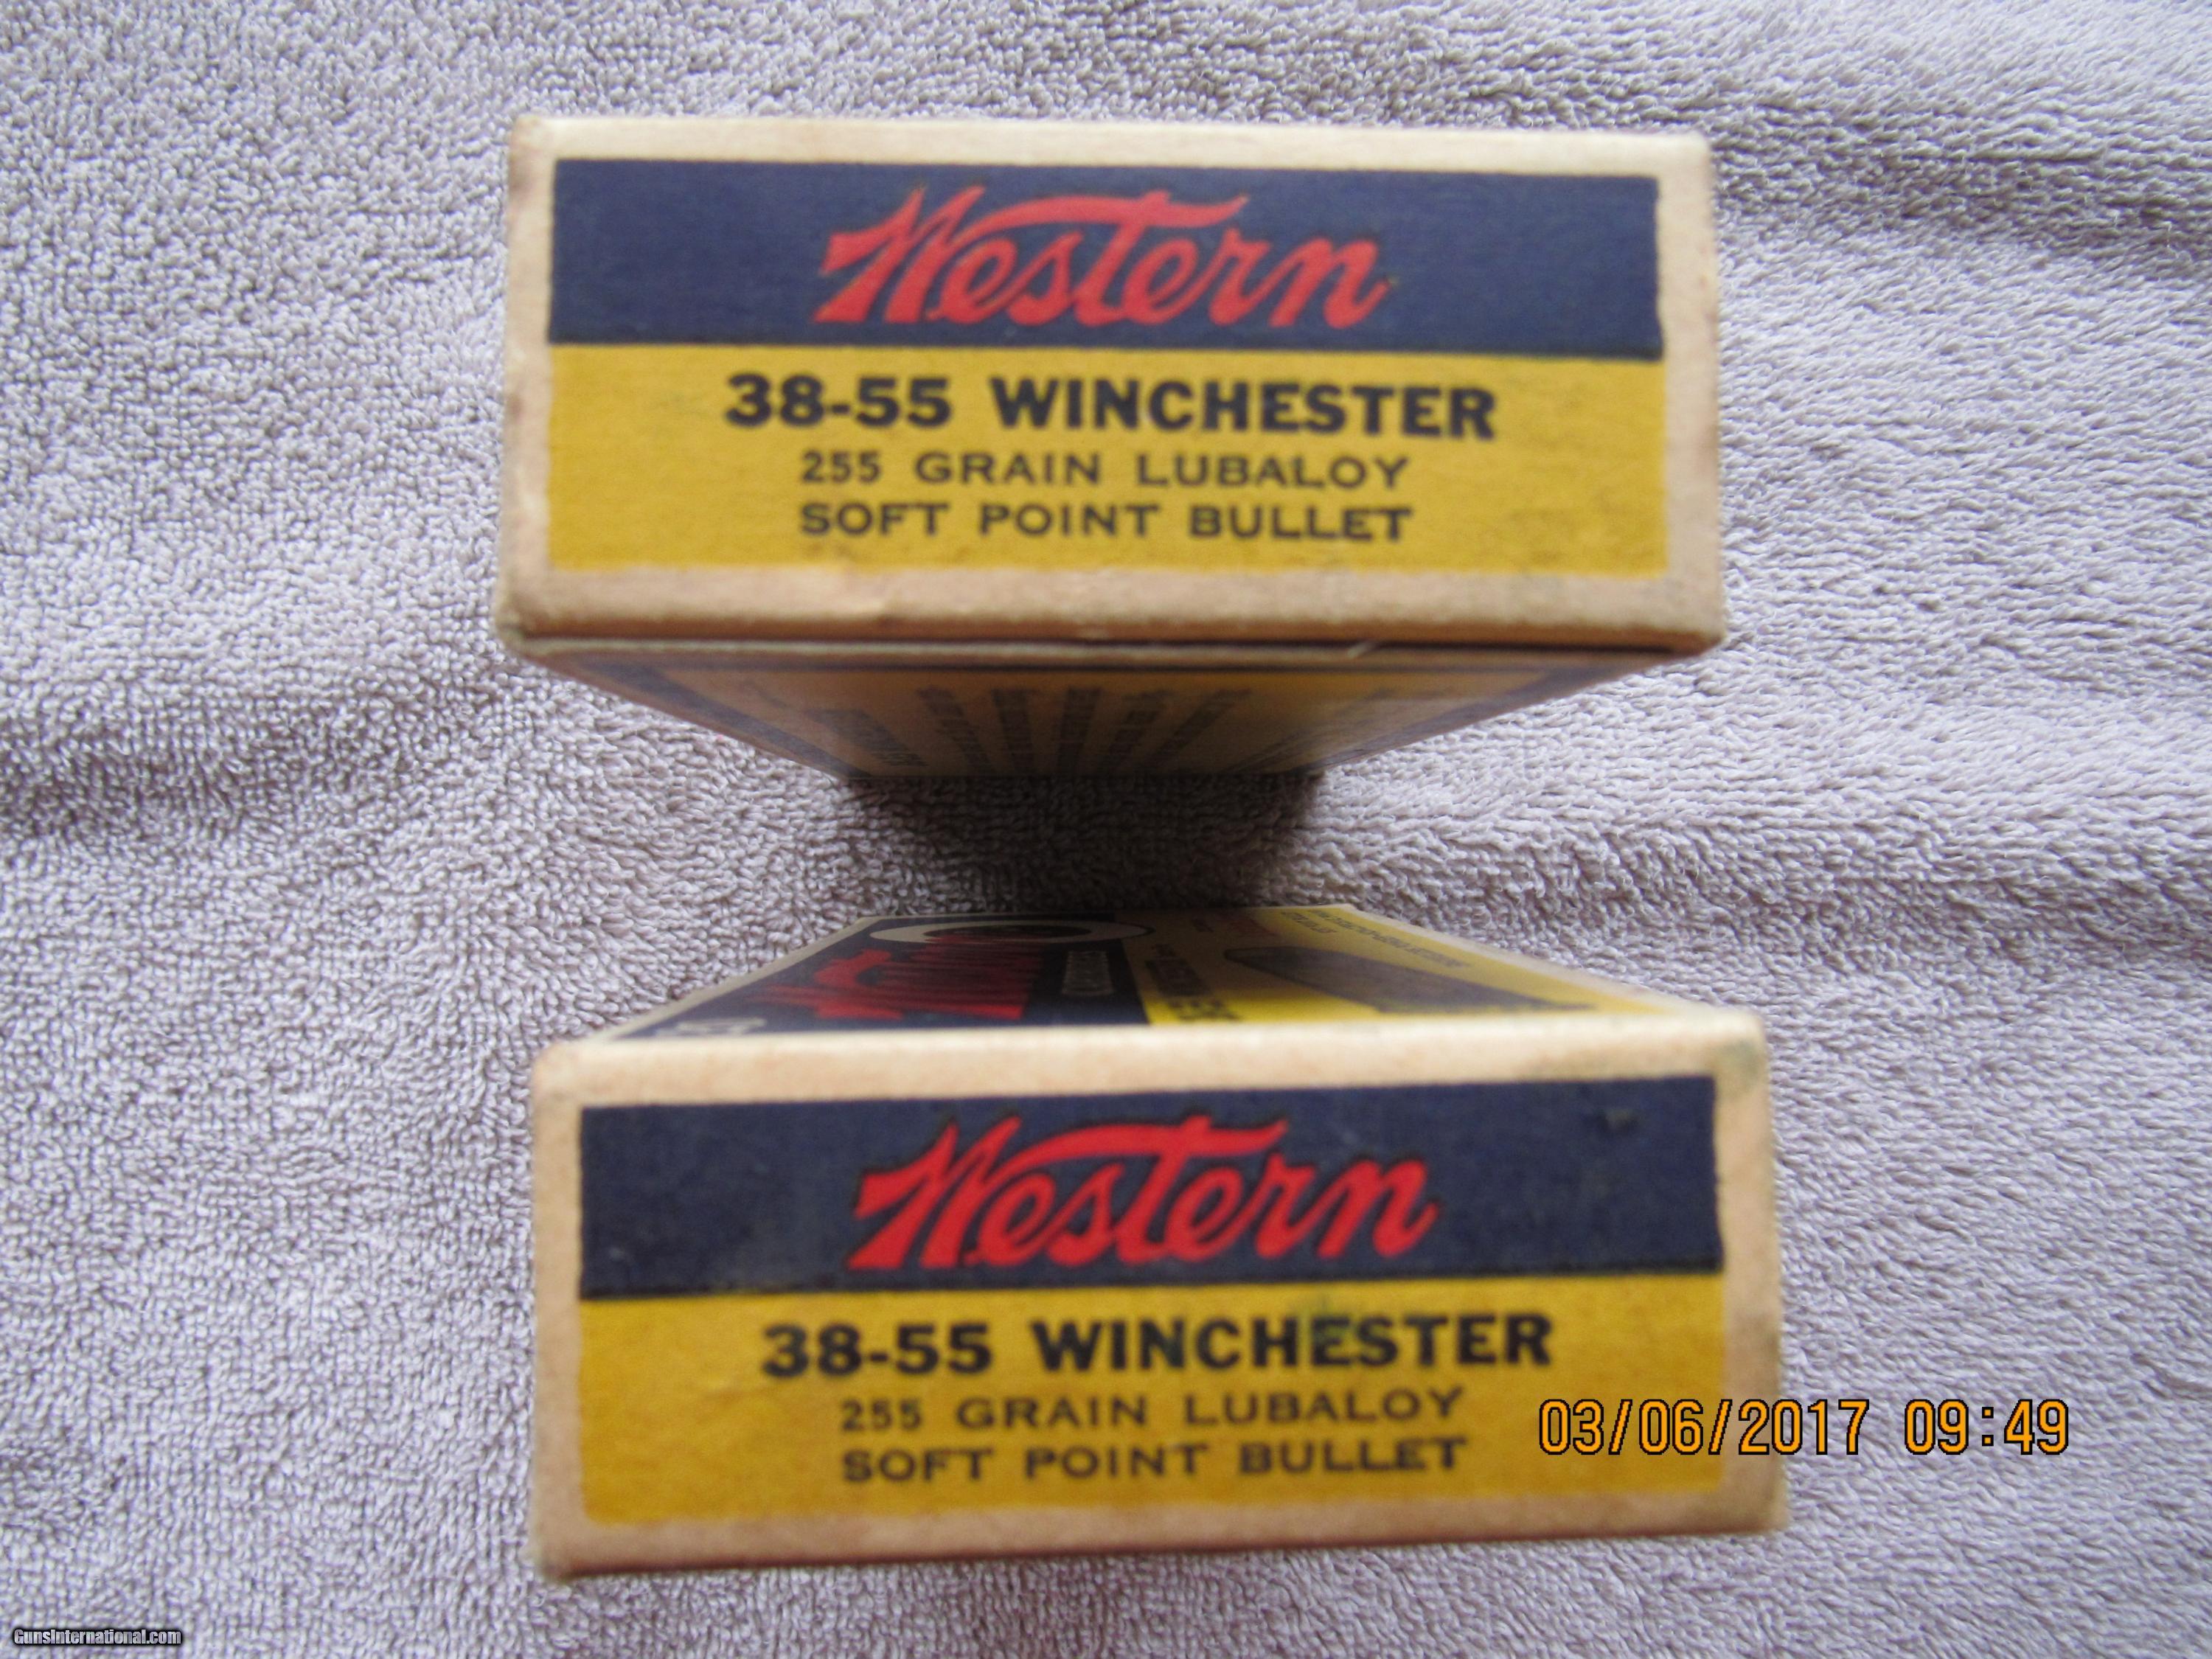 Western
38-55 WINCHESTER
255 GRAIN LUBALOY
SOFT POINT BULLET
Western
38-55 WINCHESTER
255 GRAIN LUBALOY
SOFT POINT BULLET
03/06/2017 09:49
GunsInternational.com